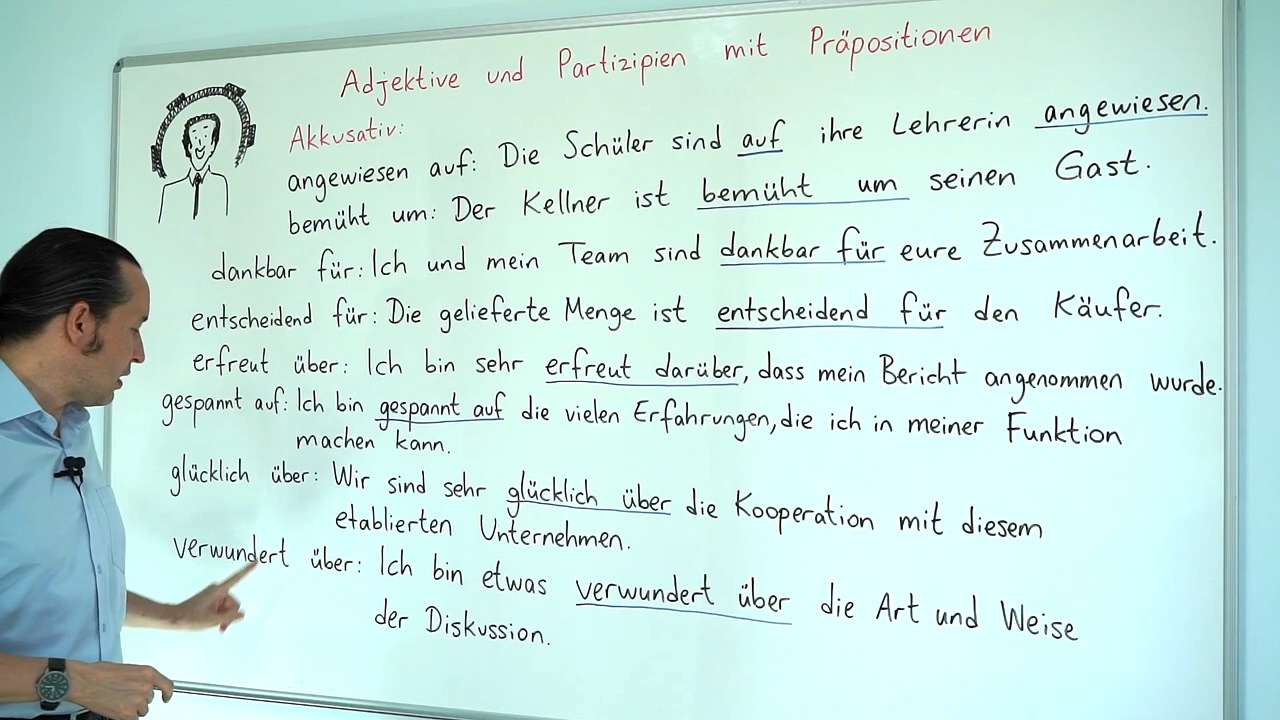 Adjektive und Partizipien mit Präpositionen
Akkusativ:
angewiesen auf: Die Schüler sind auf ihre Lehrerin angewiesen.
bemüht um: Der Kellner ist bemüht um seinen Gast.
dankbar für: Ich und mein Team sind dankbar für eure Zusammenarbeit.
entscheidend für: Die gelieferte Menge ist entscheidend für den Käufer.
erfreut über: Ich bin sehr erfreut darüber, dass mein Bericht angenommen wurde.
gespannt auf: Ich bin gespannt auf die vielen Erfahrungen, die ich in meiner Funktion
machen kann.
glücklich über: Wir sind sehr glücklich über die Kooperation mit diesem
etablierten Unternehmen.
verwundert über: Ich bin etwas verwundert über die Art und Weise
der Diskussion.